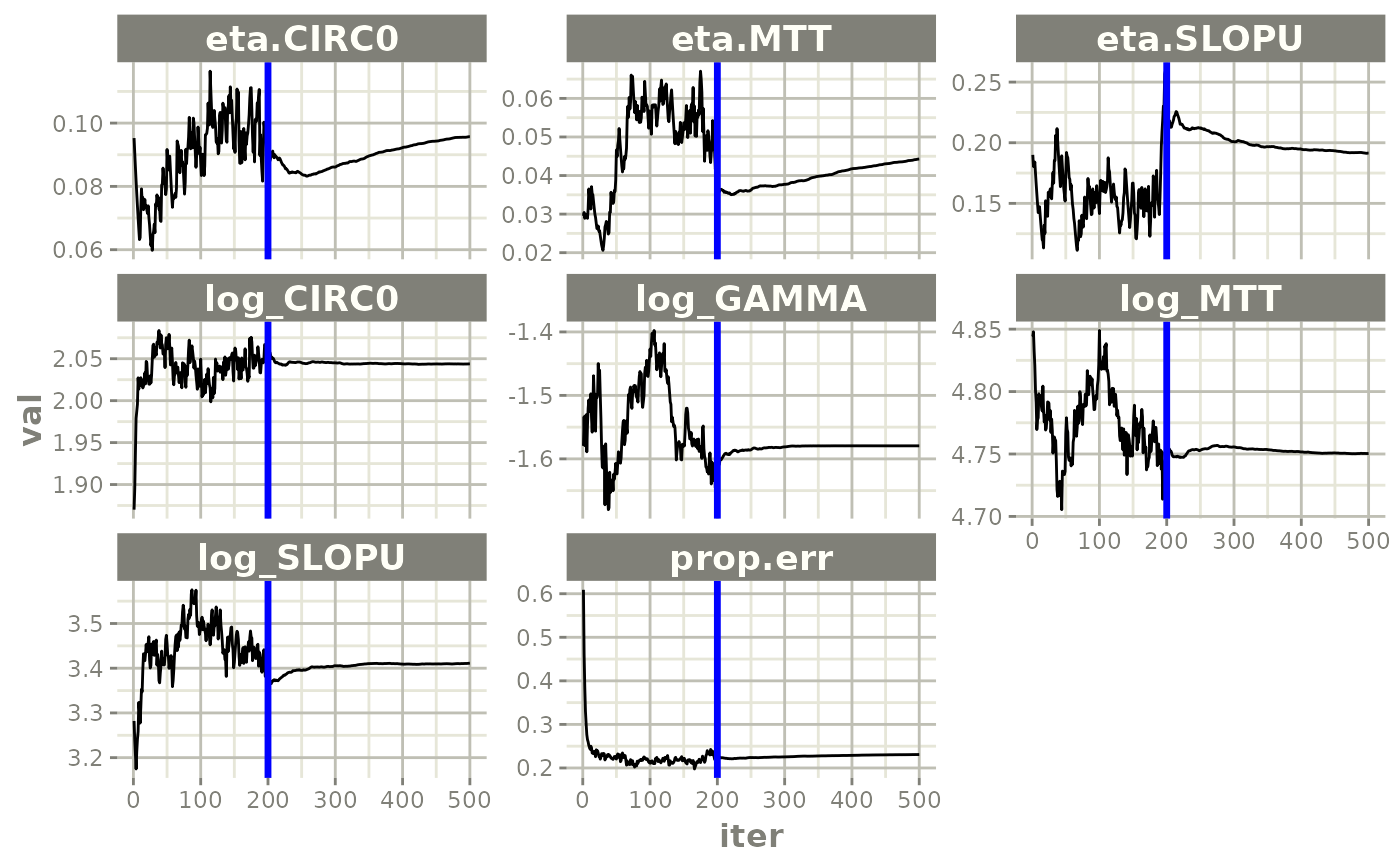 eta.CIRC0 eta.MTT eta.SLOPU
0.10 0.08 0.06
0.06 0.05 0.04 0.03 0.02
0.25 0.20 0.15
log_CIRC0 log_GAMMA log_MTT
2.05 2.00 1.95 1.90
-1.4 -1.5 -1.6
4.85 4.80 4.75 4.70
0 100 200 300 400 500
val
log_SLOPU prop.err
3.5 3.4 3.3 3.2
0.6 0.5 0.4 0.3 0.2
0 100 200 300 400 500
0 100 200 300 400 500
iter